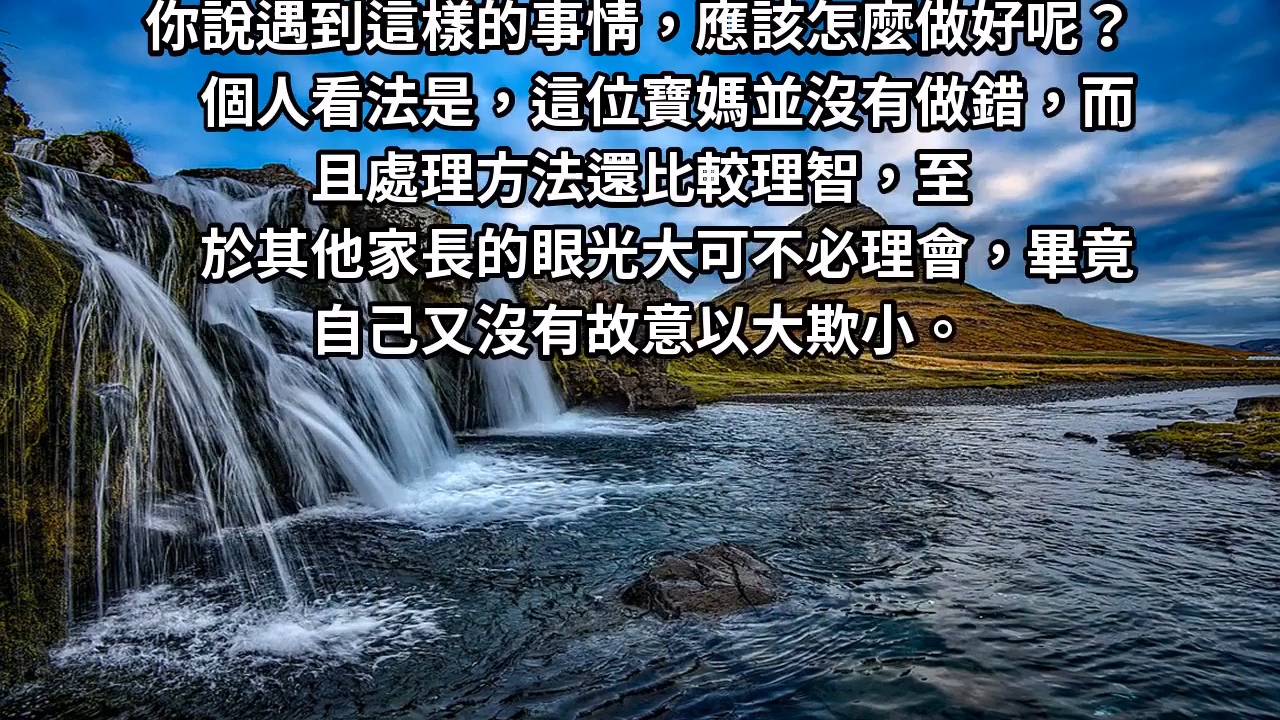 你說遇到這樣的事情，應該怎麼做好呢？
個人看法是，這位寶媽並沒有做錯，而
且處理方法還比較理智，至
於其他家長的眼光大可不必理會，畢竟
自己又沒有故意以大欺小。